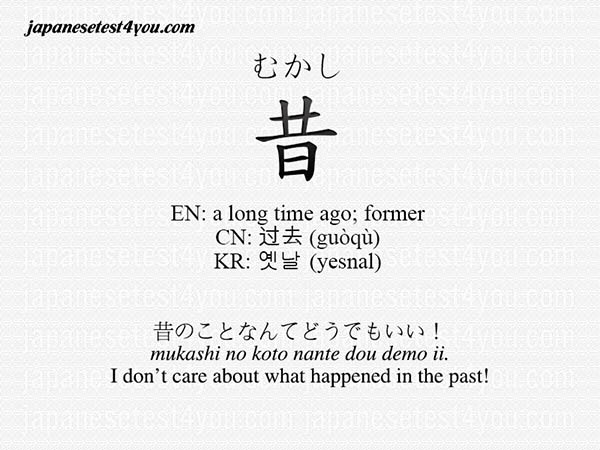 japanesetest4you.com
むかし
昔
EN: a long time ago; former
CN: 过去 (guòqù)
KR: 옛날 (yesnal)
昔のことなんてどうでもいい！
mukashi no koto nante dou demo ii.
I don't care about what happened in the past!